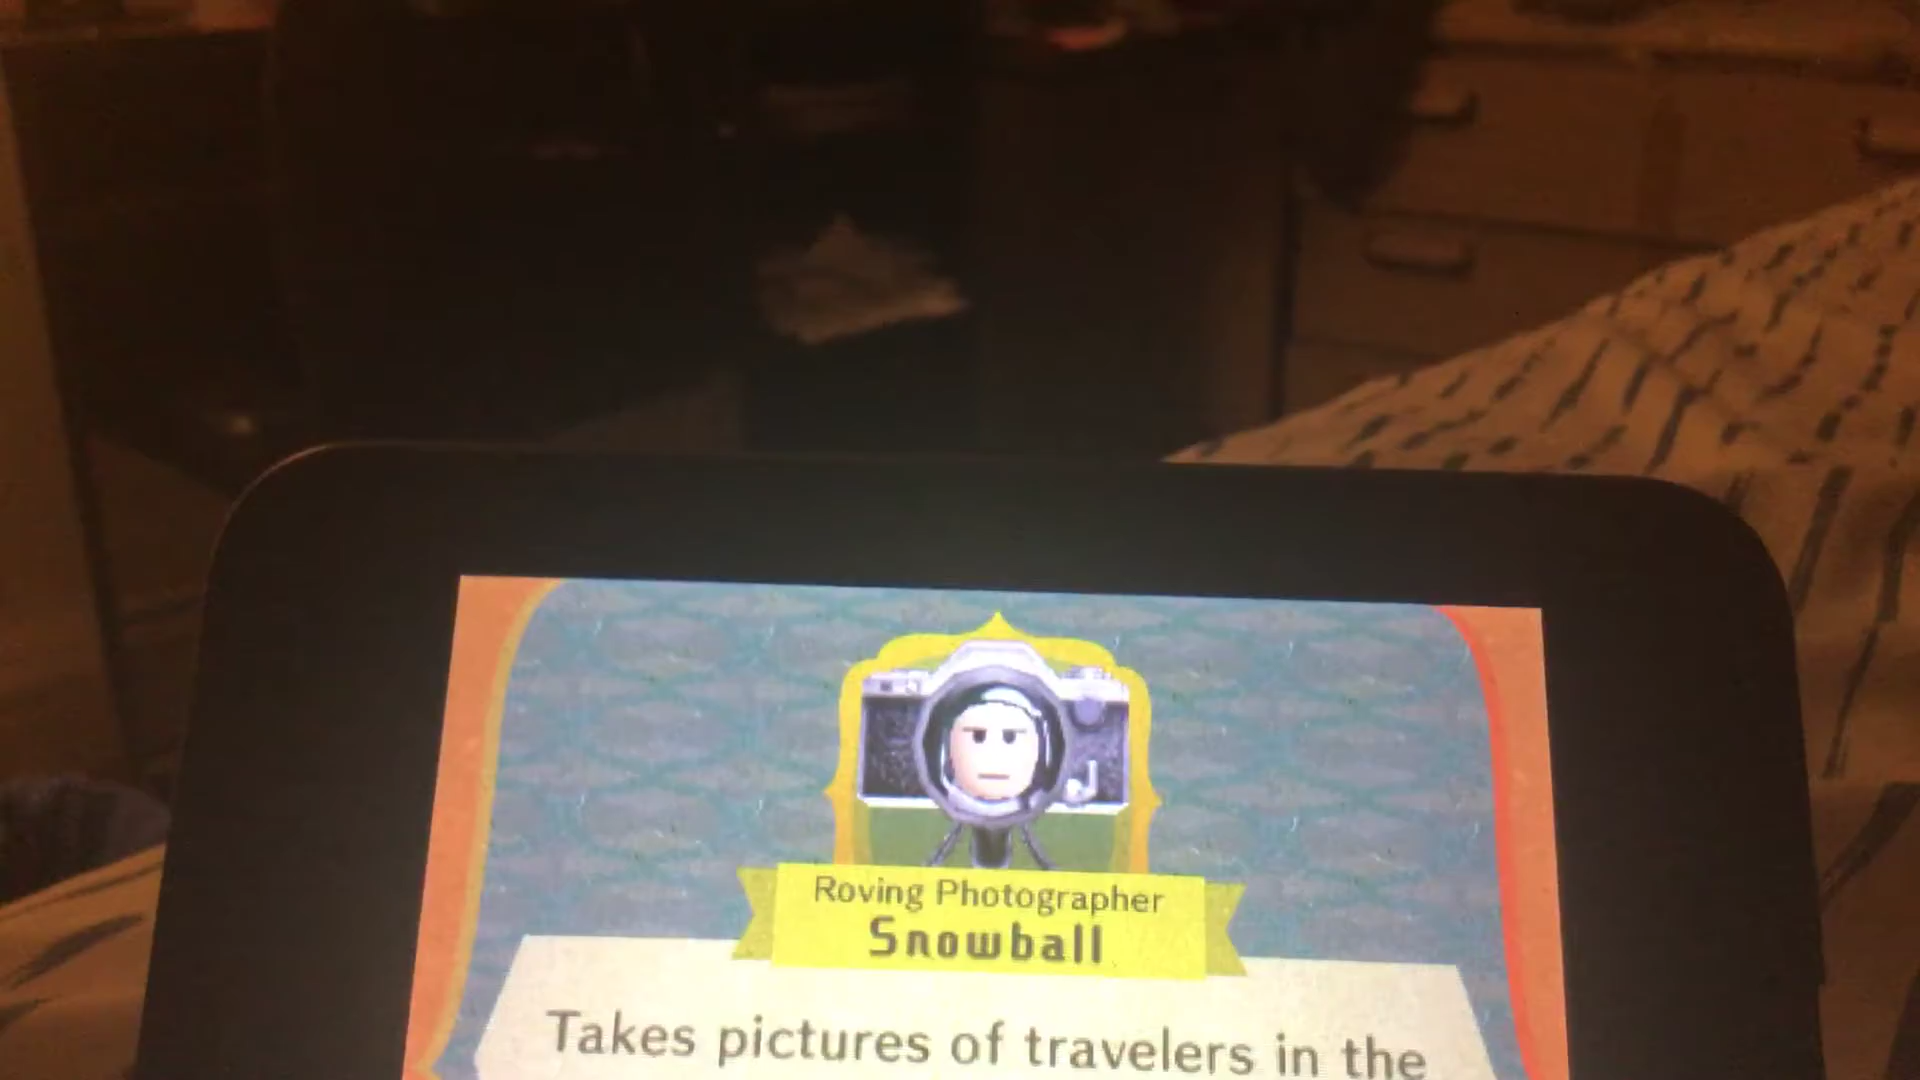 Roving Photographer
Snowball
Takes pictures of travelers in the